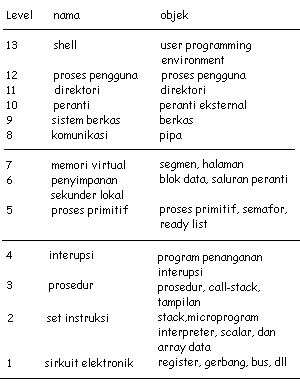 Level nama objek
13 shell user programming
environment
12 proses pengguna proses pengguna
11 direktori direktori
10 peranti peranti eksternal
9 sistem berkas berkas
8 komunikasi pipa
7 memori virtual segmen, halaman
6 penyimpanan blok data, saluran peranti
sekunder lokal
5 proses primitif proses primitif, semafor,
ready list
4 interupsi program penanganan
interupsi
3 prosedur prosedur, call-stack,
tampilan
2 set instruksi stack,microprogram
interpreter, scalar, dan
array data
1 sirkuit elektronik register, gerbang, bus, dll